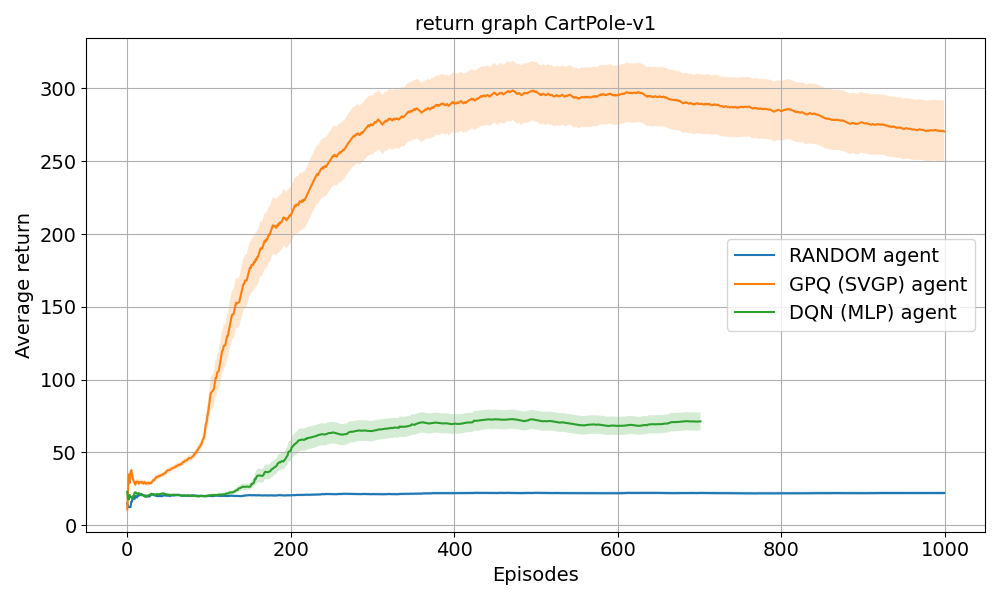 return graph CartPole-v1
Average return
300
250
200
150
100
50
0
RANDOM agent
GPQ (SVGP) agent
DQN (MLP) agent
0 200 400 600 800 1000
Episodes